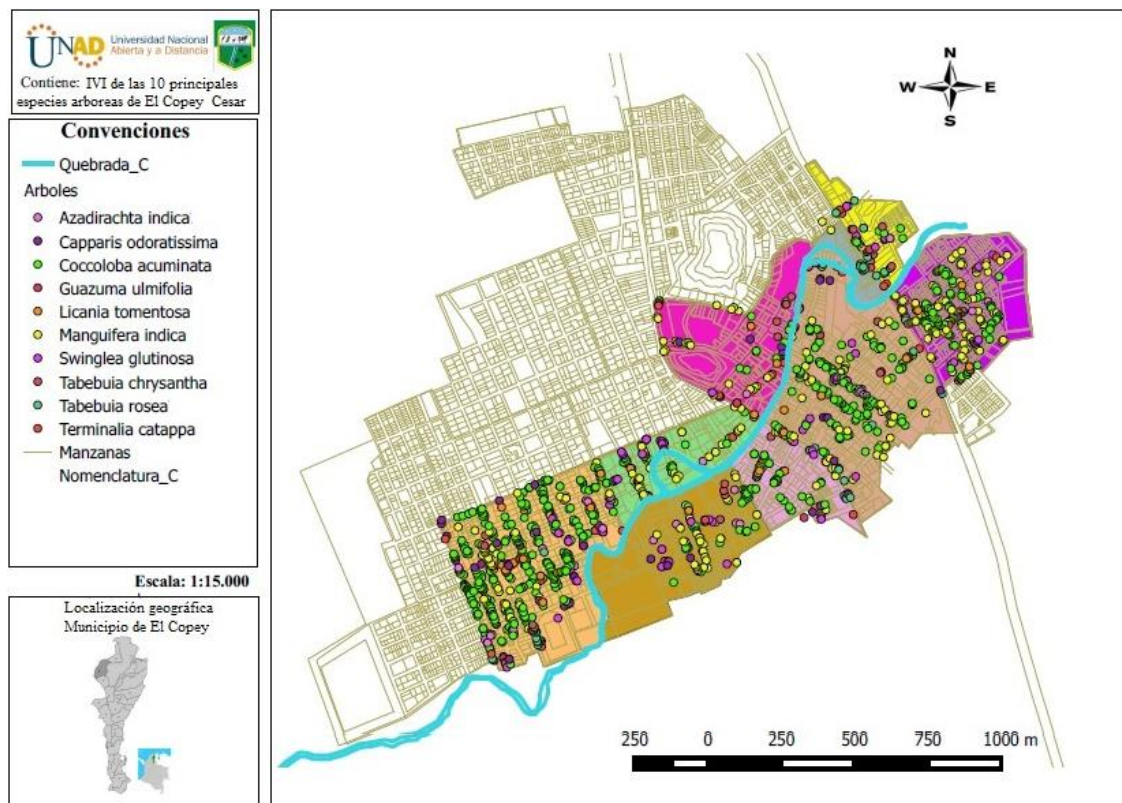 UNAD Universidad Nacional
Abierta y a Distancia
Contiene: IVI de las 10 principales
especies arboreas de El Copey Cesar
Convenciones
Quebrada_C
Arboles
Azadirachta indica
Capparis odoratissima
Coccoloba acuminata
Guazuma ulmifolia
Licania tomentosa
Manguifera indica
Swinglea glutinosa
Tabebuia chrysantha
Tabebuia rosea
Terminalia catappa
Manzanas
Nomenclatura_C
Escala: 1:15.000
Localización geográfica
Municipio de El Copey
N
W E
S
250 0 250 500 750 1000 m